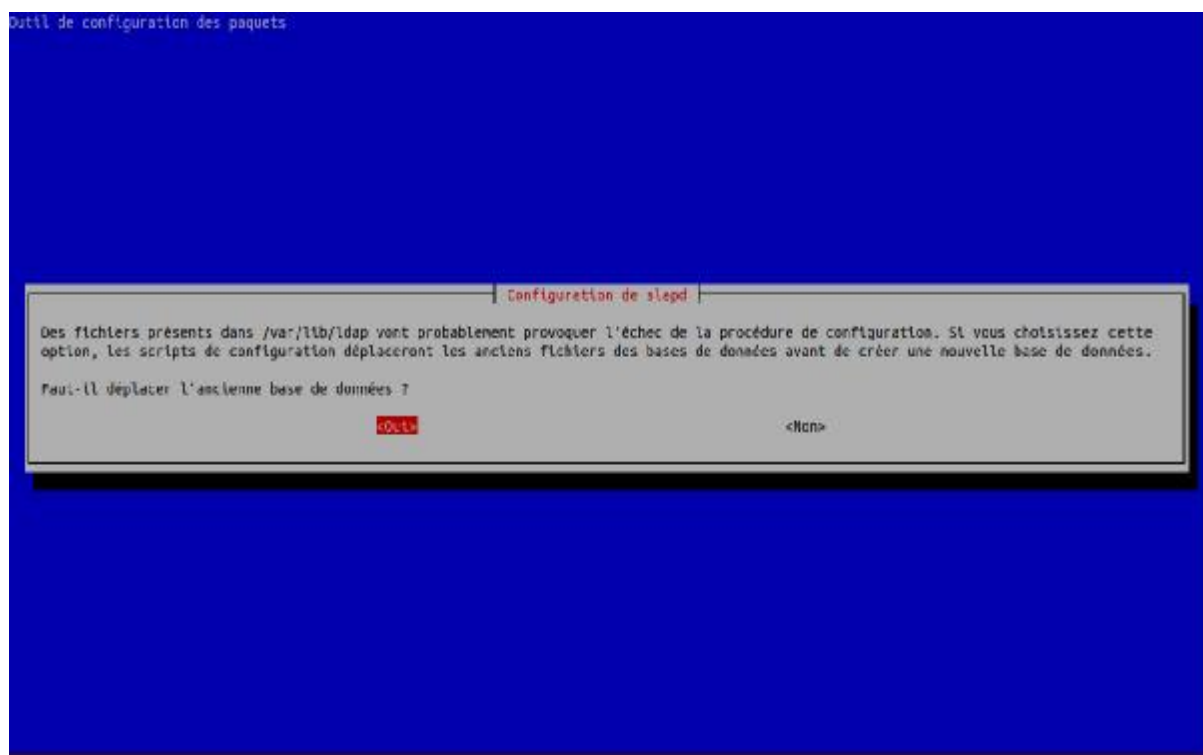 Outil de configuration des paquets
Configuration de slapd
Des fichiers présents dans /var/lib/ldap vont probablement provoquer l'échec de la procédure de configuration. Si vous choisissez cette
option, les scripts de configuration déplaceront les anciens fichiers des bases de données avant de créer une nouvelle base de données.
Faut-il déplacer l'ancienne base de données ?
<Oui> <Non>